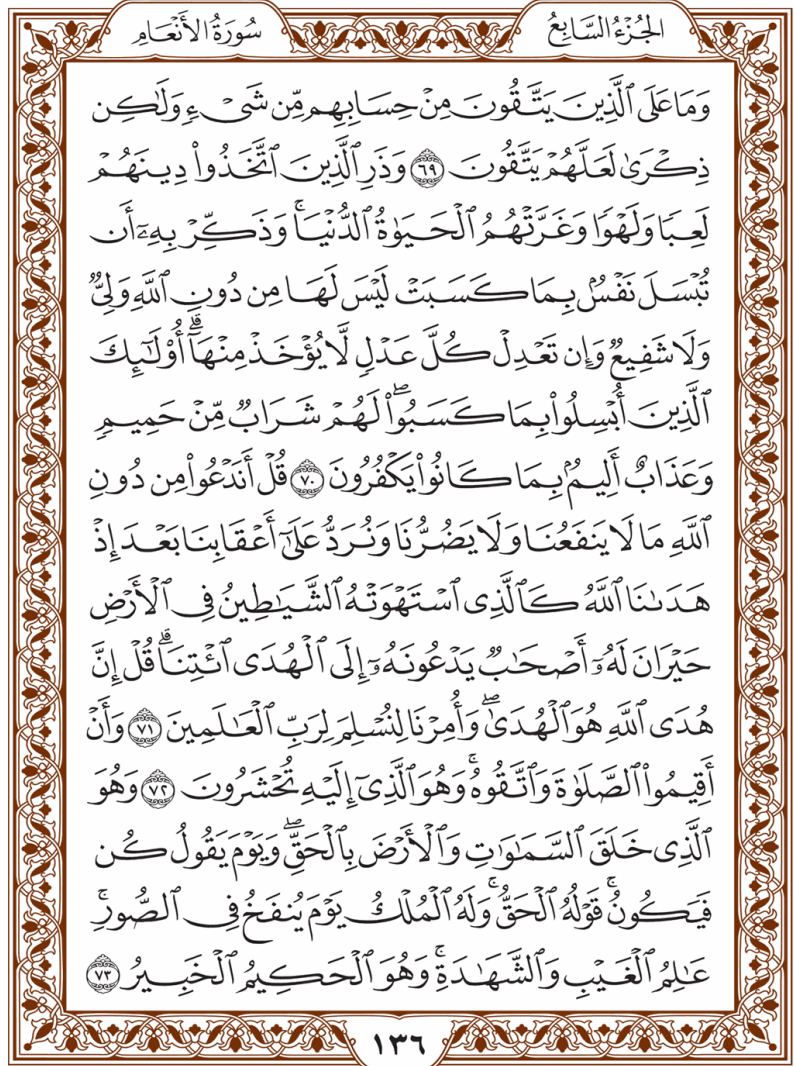 الجُزْءُ السَّابِعُ
سُورَةُ الأَنْعَامِ
وَمَا عَلَى ٱلَّذِينَ يَتَّقُونَ مِنْ حِسَابِهِم مِّن شَىْءٍ وَلَٰكِن
ذِكْرَىٰ لَعَلَّهُمْ يَتَّقُونَ ٦٩ وَذَرِ ٱلَّذِينَ ٱتَّخَذُوا۟ دِينَهُمْ
لَعِبًا وَلَهْوًا وَغَرَّتْهُمُ ٱلْحَيَوٰةُ ٱلدُّنْيَا ۚ وَذَكِّرْ بِهِۦٓ أَن
تُبْسَلَ نَفْسٌۢ بِمَا كَسَبَتْ لَيْسَ لَهَا مِن دُونِ ٱللَّهِ وَلِىٌّ
وَلَا شَفِيعٌ وَإِن تَعْدِلْ كُلَّ عَدْلٍ لَّا يُؤْخَذْ مِنْهَآ ۗ أُو۟لَٰٓئِكَ
ٱلَّذِينَ أُبْسِلُوا۟ بِمَا كَسَبُوا۟ ۖ لَهُمْ شَرَابٌ مِّنْ حَمِيمٍ
وَعَذَابٌ أَلِيمٌۢ بِمَا كَانُوا۟ يَكْفُرُونَ ٧٠ قُلْ أَنَدْعُوا۟ مِن دُونِ
ٱللَّهِ مَا لَا يَنفَعُنَا وَلَا يَضُرُّنَا وَنُرَدُّ عَلَىٰٓ أَعْقَابِنَا بَعْدَ إِذْ
هَدَىٰنَا ٱللَّهُ كَٱلَّذِى ٱسْتَهْوَتْهُ ٱلشَّيَٰطِينُ فِى ٱلْأَرْضِ
حَيْرَانَ لَهُۥٓ أَصْحَٰبٌ يَدْعُونَهُۥٓ إِلَى ٱلْهُدَى ٱئْتِنَا ۗ قُلْ إِنَّ
هُدَى ٱللَّهِ هُوَ ٱلْهُدَىٰ ۖ وَأُمِرْنَا لِنُسْلِمَ لِرَبِّ ٱلْعَٰلَمِينَ ٧١ وَأَنْ
أَقِيمُوا۟ ٱلصَّلَوٰةَ وَٱتَّقُوهُ ۚ وَهُوَ ٱلَّذِىٓ إِلَيْهِ تُحْشَرُونَ ٧٢ وَهُوَ
ٱلَّذِى خَلَقَ ٱلسَّمَٰوَٰتِ وَٱلْأَرْضَ بِٱلْحَقِّ ۖ وَيَوْمَ يَقُولُ كُن
فَيَكُونُ ۚ قَوْلُهُ ٱلْحَقُّ ۚ وَلَهُ ٱلْمُلْكُ يَوْمَ يُنفَخُ فِى ٱلصُّورِ ۚ
عَٰلِمُ ٱلْغَيْبِ وَٱلشَّهَٰدَةِ ۚ وَهُوَ ٱلْحَكِيمُ ٱلْخَبِيرُ ٧٣
١٣٦